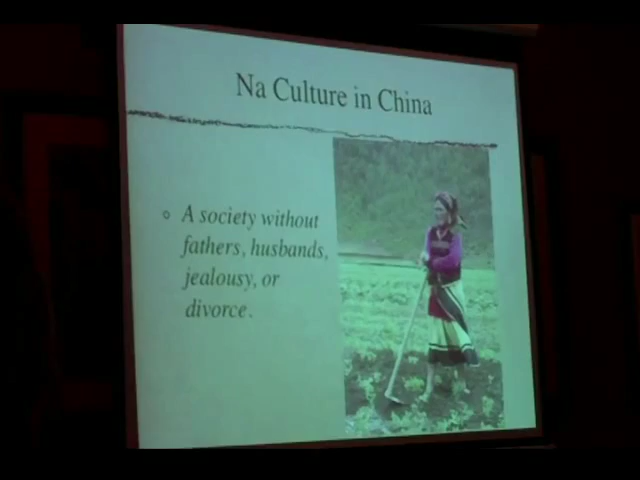 Na Culture in China
A society without
fathers, husbands,
jealousy, or
divorce.